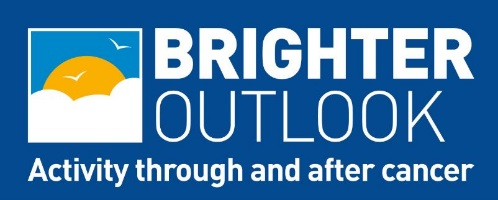 BRIGHTER
OUTLOOK
Activity through and after cancer